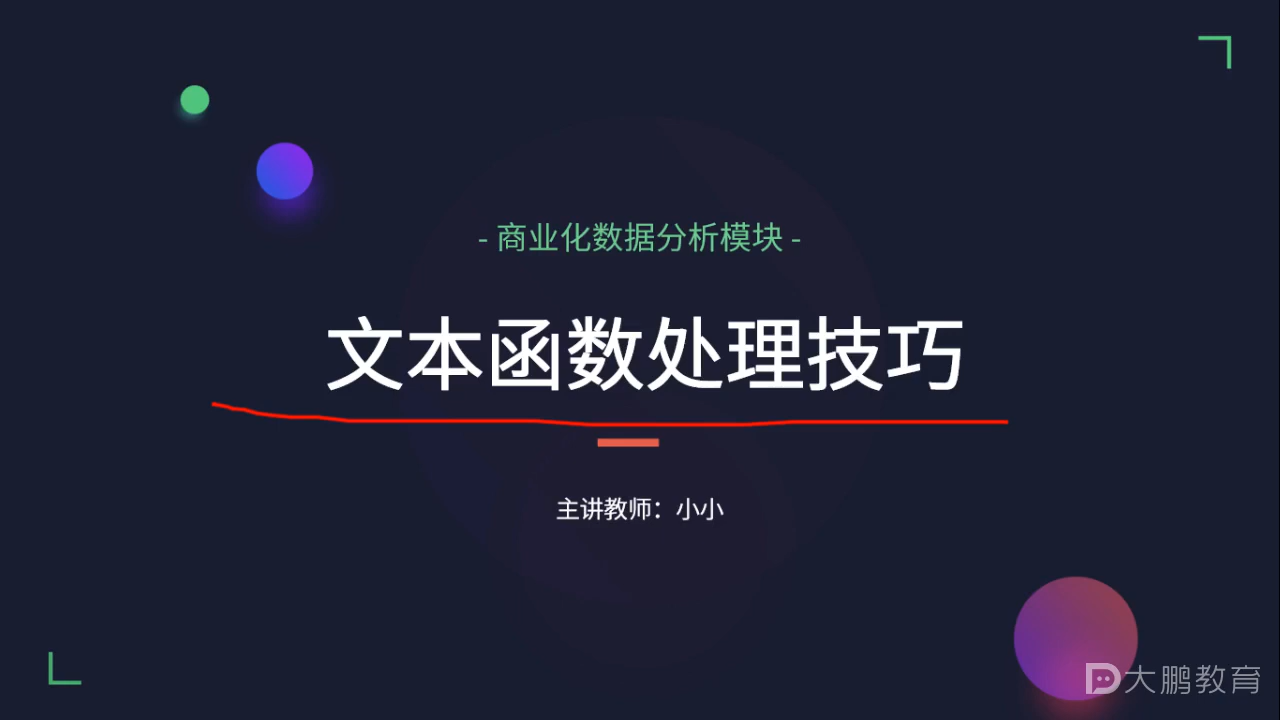 - 商业化数据分析模块 -
文本函数处理技巧
主讲教师：小小
大鹏教育